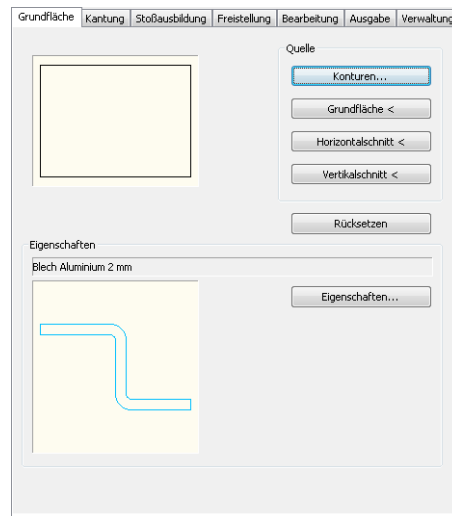 Grundfläche Kantung Stoßausbildung Freistellung Bearbeitung Ausgabe Verwaltung
Quelle
Konturen...
Grundfläche <
Horizontalschnitt <
Vertikalschnitt <
Rücksetzen
Eigenschaften
Blech Aluminium 2 mm
Eigenschaften...